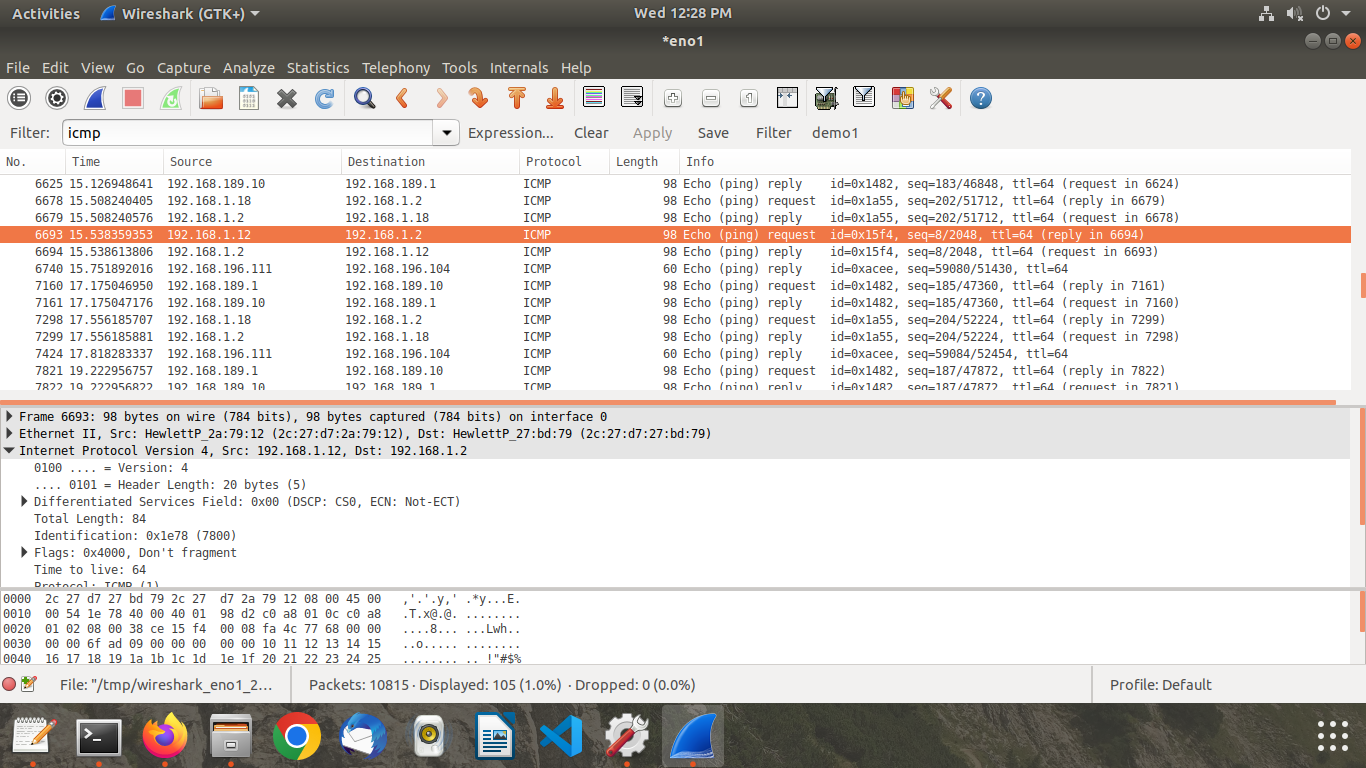 Activities Wireshark (GTK+) Wed 12:28 PM
*eno1
File Edit View Go Capture Analyze Statistics Telephony Tools Internals Help
Filter: icmp Expression... Clear Apply Save Filter demo1
No. Time Source Destination Protocol Length Info
6625 15.126948641 192.168.189.10 192.168.189.1 ICMP 98 Echo (ping) reply id=0x1482, seq=183/46848, ttl=64 (request in 6624)
6678 15.508240405 192.168.1.18 192.168.1.2 ICMP 98 Echo (ping) request id=0x1a55, seq=202/51712, ttl=64 (reply in 6679)
6679 15.508240576 192.168.1.2 192.168.1.18 ICMP 98 Echo (ping) reply id=0x1a55, seq=202/51712, ttl=64 (request in 6678)
6693 15.538359353 192.168.1.12 192.168.1.2 ICMP 98 Echo (ping) request id=0x15f4, seq=8/2048, ttl=64 (reply in 6694)
6694 15.538613806 192.168.1.2 192.168.1.12 ICMP 98 Echo (ping) reply id=0x15f4, seq=8/2048, ttl=64 (request in 6693)
6740 15.751892016 192.168.196.111 192.168.196.104 ICMP 60 Echo (ping) reply id=0xacee, seq=59080/51430, ttl=64
7160 17.175046950 192.168.189.1 192.168.189.10 ICMP 98 Echo (ping) request id=0x1482, seq=185/47360, ttl=64 (reply in 7161)
7161 17.175047176 192.168.189.10 192.168.189.1 ICMP 98 Echo (ping) reply id=0x1482, seq=185/47360, ttl=64 (request in 7160)
7298 17.556185707 192.168.1.18 192.168.1.2 ICMP 98 Echo (ping) request id=0x1a55, seq=204/52224, ttl=64 (reply in 7299)
7299 17.556185881 192.168.1.2 192.168.1.18 ICMP 98 Echo (ping) reply id=0x1a55, seq=204/52224, ttl=64 (request in 7298)
7424 17.818283337 192.168.196.111 192.168.196.104 ICMP 60 Echo (ping) reply id=0xacee, seq=59084/52454, ttl=64
7821 19.222956757 192.168.189.1 192.168.189.10 ICMP 98 Echo (ping) request id=0x1482, seq=187/47872, ttl=64 (reply in 7822)
7822 19.222956822 192.168.189.10 192.168.189.1 ICMP 98 Echo (ping) reply id=0x1482, seq=187/47872, ttl=64 (request in 7821)
Frame 6693: 98 bytes on wire (784 bits), 98 bytes captured (784 bits) on interface 0
Ethernet II, Src: HewlettP_2a:79:12 (2c:27:d7:2a:79:12), Dst: HewlettP_27:bd:79 (2c:27:d7:27:bd:79)
Internet Protocol Version 4, Src: 192.168.1.12, Dst: 192.168.1.2
0100 .... = Version: 4
.... 0101 = Header Length: 20 bytes (5)
Differentiated Services Field: 0x00 (DSCP: CS0, ECN: Not-ECT)
Total Length: 84
Identification: 0x1e78 (7800)
Flags: 0x4000, Don't fragment
Time to live: 64
Protocol: ICMP (1)
0000 2c 27 d7 27 bd 79 2c 27 d7 2a 79 12 08 00 45 00 ,'.'.y,' .*y...E.
0010 00 54 1e 78 40 00 40 01 98 d2 c0 a8 01 0c c0 a8 .T.x@.@. ........
0020 01 02 08 00 38 ce 15 f4 00 08 fa 4c 77 68 00 00 ....8... ...Lwh..
0030 00 00 6f ad 09 00 00 00 00 00 10 11 12 13 14 15 ..o..... ........
0040 16 17 18 19 1a 1b 1c 1d 1e 1f 20 21 22 23 24 25 ........ .. !"#$%
File: "/tmp/wireshark_eno1_2... Packets: 10815 · Displayed: 105 (1.0%) · Dropped: 0 (0.0%) Profile: Default